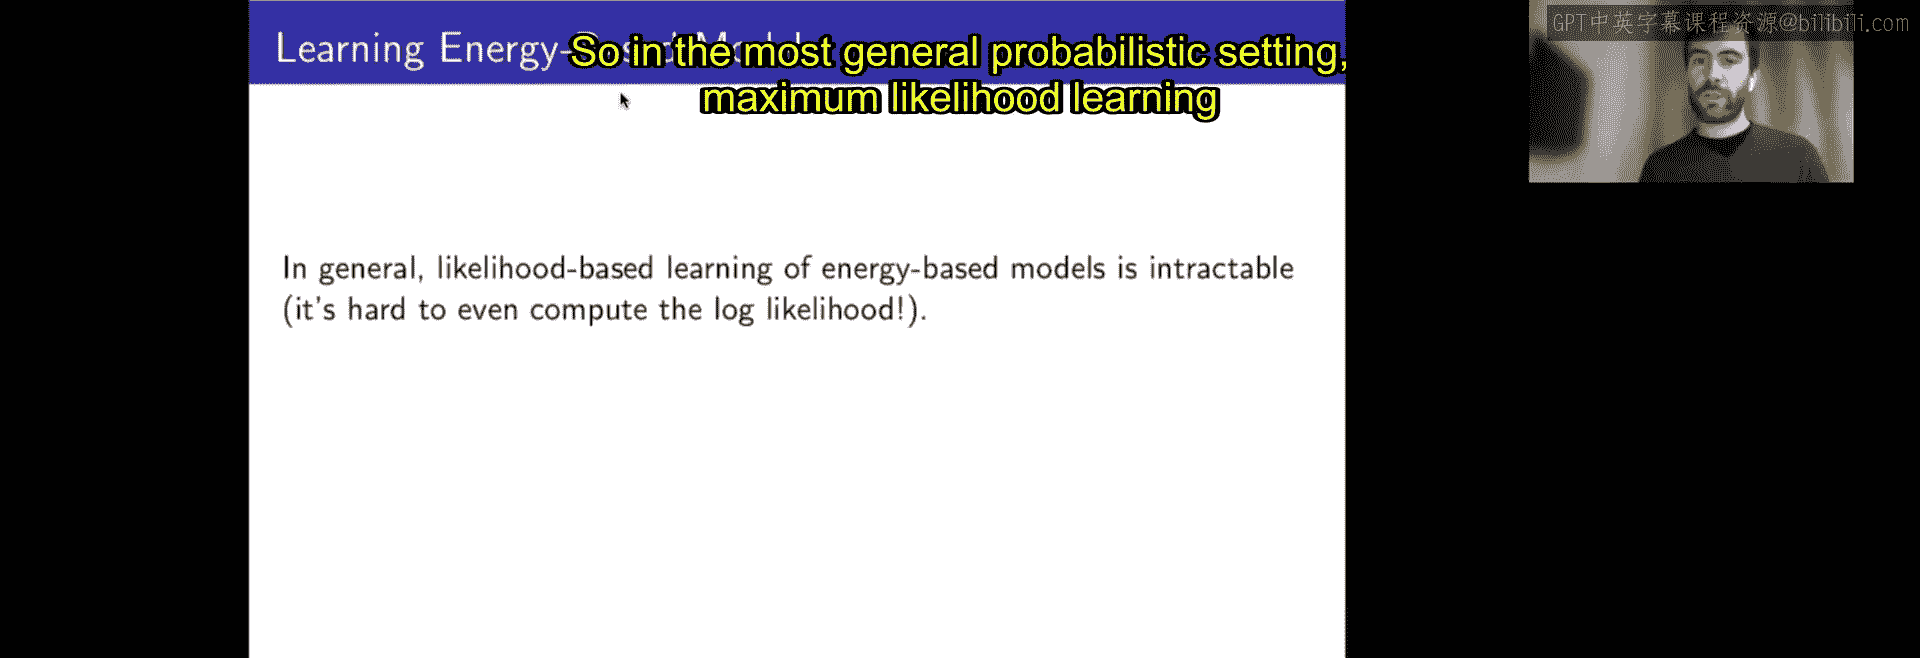 Learning Energy-
So in the most general probabilistic setting,
maximum likelihood learning
GPT中英字幕课程资源@bilibili.com
In general, likelihood-based learning of energy-based models is intractable
(it's hard to even compute the log likelihood!).